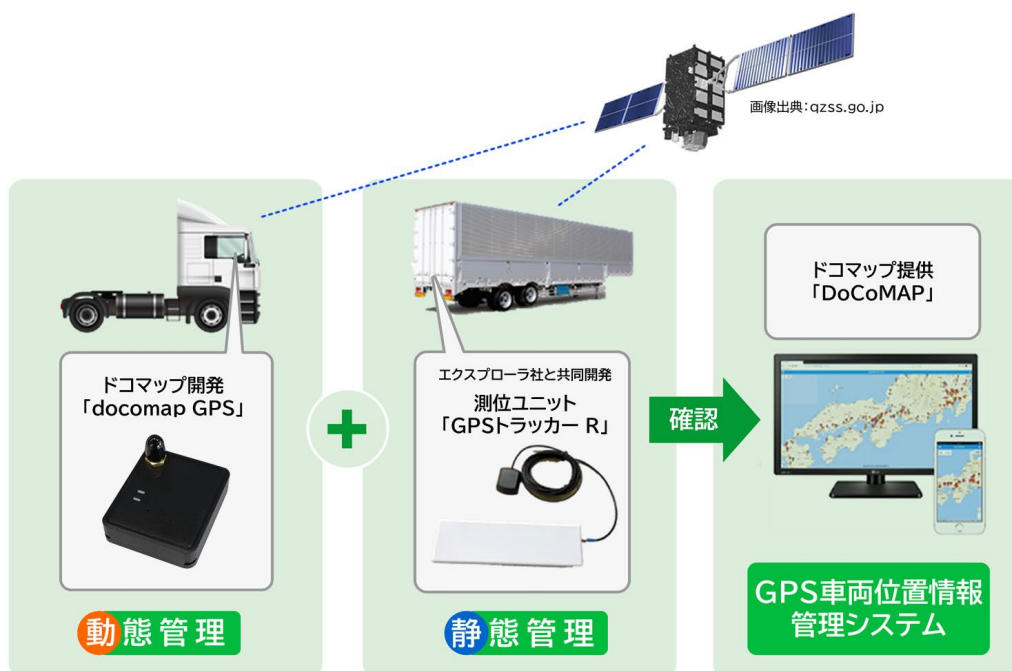 画像出典：qzss.go.jp
ドコマップ開発
「docomap GPS」
動態管理
エクスプローラ社と共同開発
測位ユニット
「GPSトラッカー R」
静態管理
確認
ドコマップ提供
「DoCoMAP」
GPS車両位置情報
管理システム